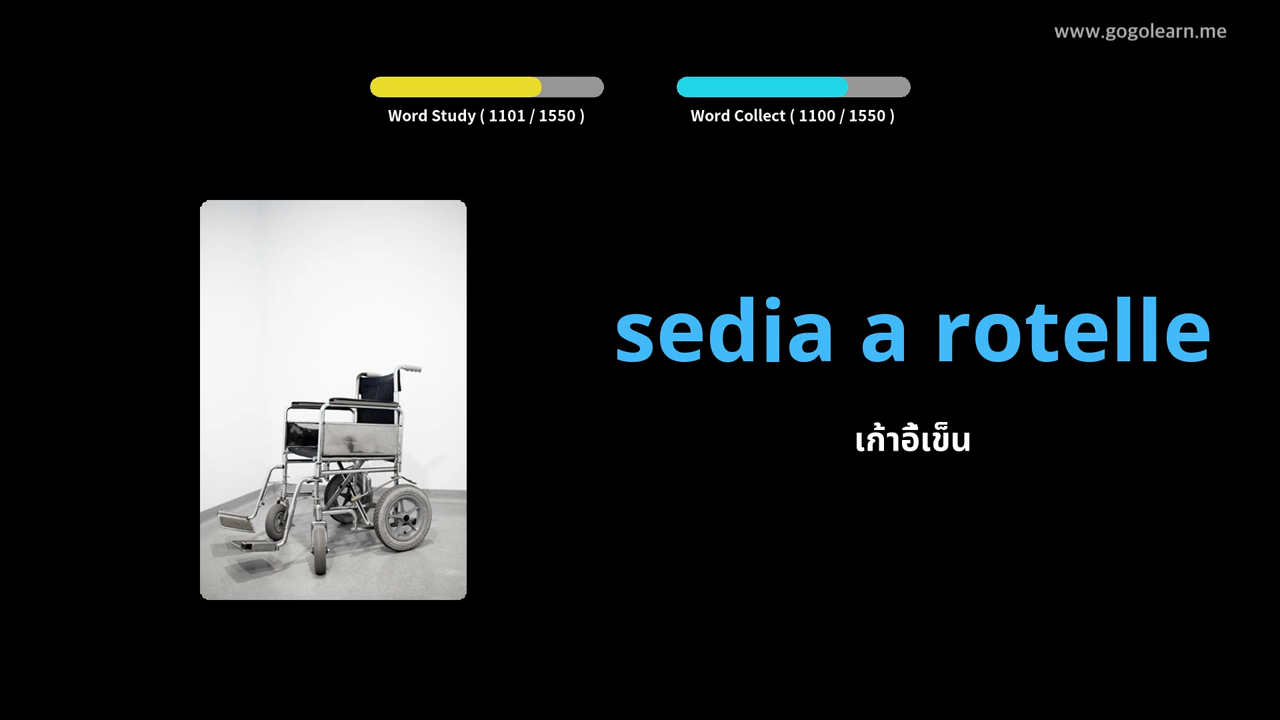 www.gogolearn.me
Word Study ( 1101 / 1550 )
Word Collect ( 1100 / 1550 )
sedia a rotelle
เก้าอี้เข็น